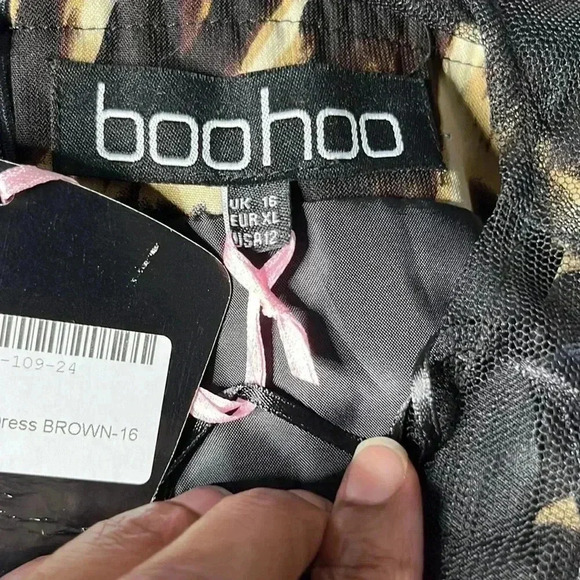 boohoo
UK 16
EUR XL
USA 12
-109-24
ress BROWN-16